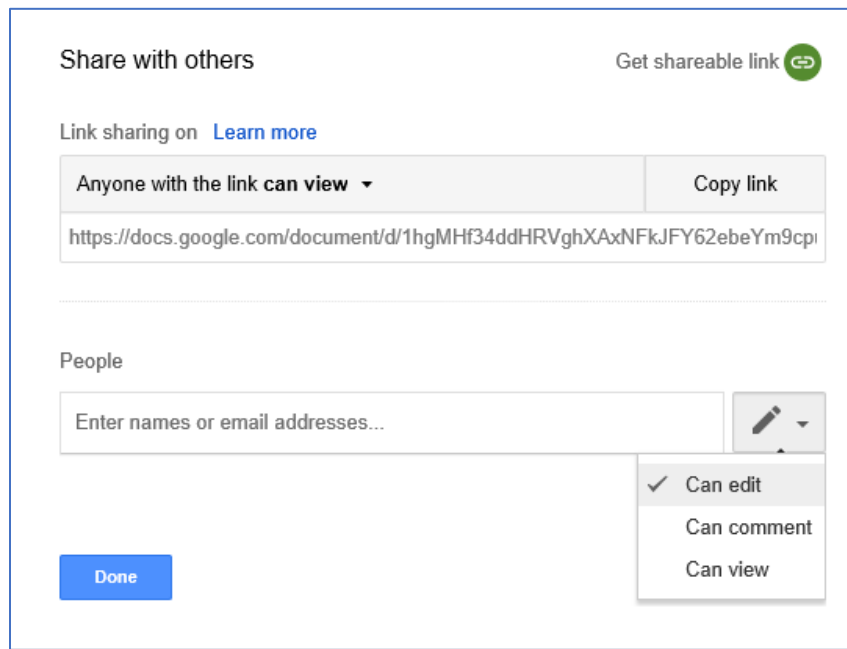 Share with others
Get shareable link
Link sharing on Learn more
Anyone with the link can view
Copy link
https://docs.google.com/document/d/1hgMHf34ddHRVghXAxNFkJFY62ebeYm9cpu
People
Enter names or email addresses...
Can edit
Can comment
Can view
Done